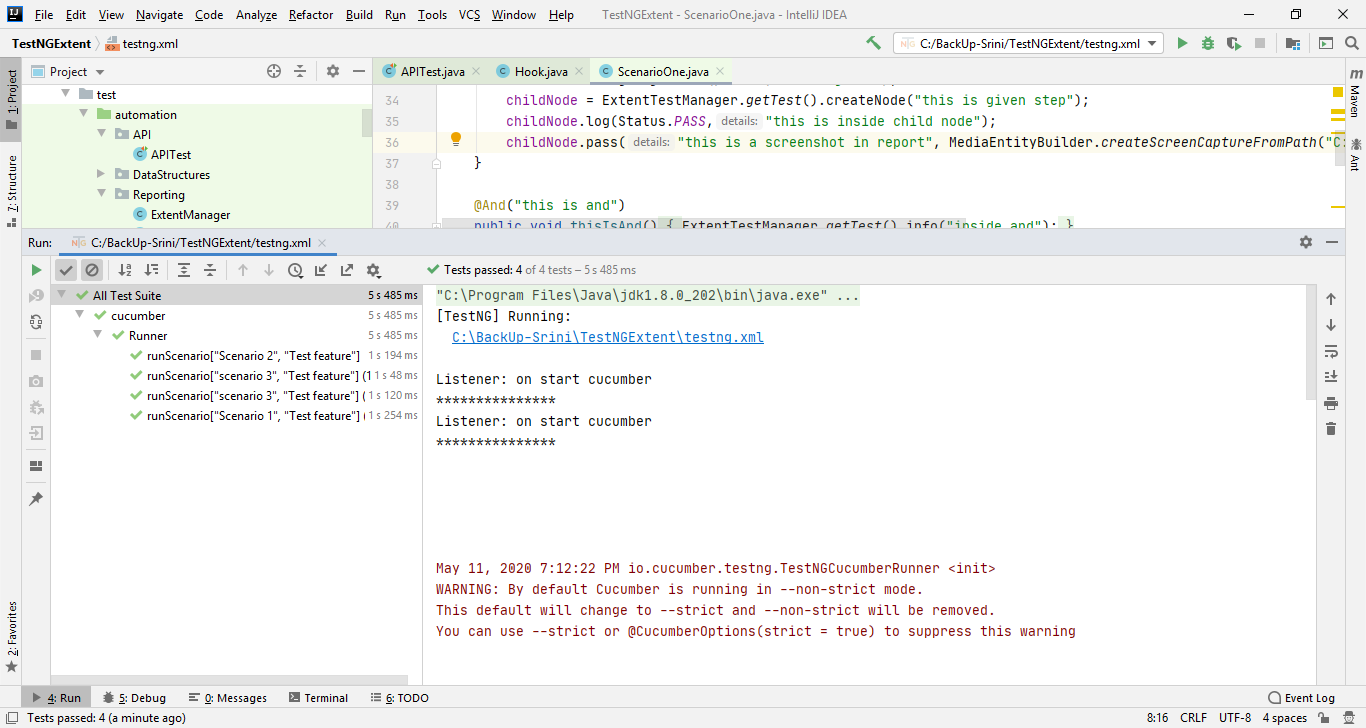 File Edit View Navigate Code Analyze Refactor Build Run Tools VCS Window Help TestNGExtent - ScenarioOne.java - IntelliJ IDEA
TestNGExtent testng.xml C:/BackUp-Srini/TestNGExtent/testng.xml
Project APITest.java Hook.java ScenarioOne.java
test
automation
API
APITest
DataStructures
Reporting
ExtentManager
34 childNode = ExtentTestManager.getTest().createNode("this is given step");
35 childNode.log(Status.PASS, details: "this is inside child node");
36 childNode.pass( details: "this is a screenshot in report", MediaEntityBuilder.createScreenCaptureFromPath("C:
37 }
38
39 @And("this is and")
40 public void thisIsAnd() { ExtentTestManager.getTest().info("inside and"); }
1: Project
7: Structure
2: Favorites
Maven
Ant
Run: C:/BackUp-Srini/TestNGExtent/testng.xml
Tests passed: 4 of 4 tests – 5 s 485 ms
All Test Suite 5 s 485 ms
cucumber 5 s 485 ms
Runner 5 s 485 ms
runScenario["Scenario 2", "Test feature"] 1 s 194 ms
runScenario["scenario 3", "Test feature"] (1 1 s 48 ms
runScenario["scenario 3", "Test feature"] ( 1 s 120 ms
runScenario["Scenario 1", "Test feature"] ( 1 s 254 ms
"C:\Program Files\Java\jdk1.8.0_202\bin\java.exe" ...
[TestNG] Running:
C:\BackUp-Srini\TestNGExtent\testng.xml
Listener: on start cucumber
***************
Listener: on start cucumber
***************
May 11, 2020 7:12:22 PM io.cucumber.testng.TestNGCucumberRunner <init>
WARNING: By default Cucumber is running in --non-strict mode.
This default will change to --strict and --non-strict will be removed.
You can use --strict or @CucumberOptions(strict = true) to suppress this warning
4: Run 5: Debug 0: Messages Terminal 6: TODO Event Log
Tests passed: 4 (a minute ago) 8:16 CRLF UTF-8 4 spaces